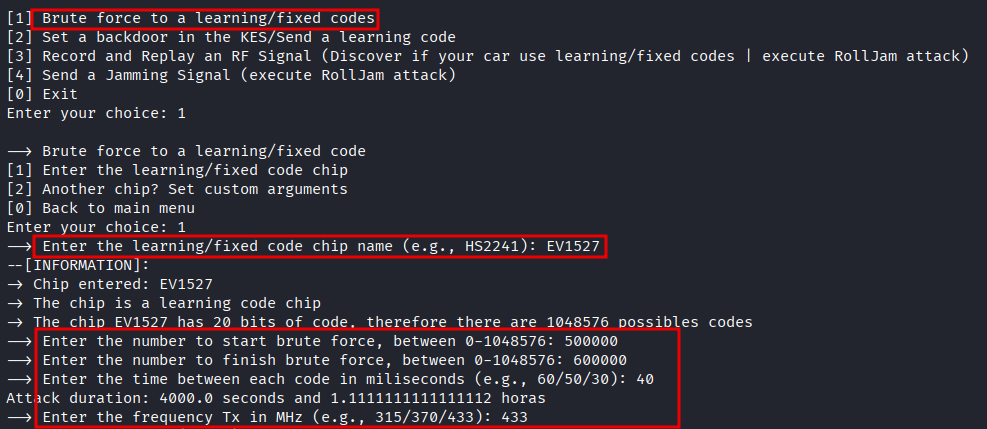 [1] Brute force to a learning/fixed codes
[2] Set a backdoor in the KES/Send a learning code
[3] Record and Replay an RF Signal (Discover if your car use learning/fixed codes | execute RollJam attack)
[4] Send a Jamming Signal (execute RollJam attack)
[0] Exit
Enter your choice: 1
—> Brute force to a learning/fixed code
[1] Enter the learning/fixed code chip
[2] Another chip? Set custom arguments
[0] Back to main menu
Enter your choice: 1
—> Enter the learning/fixed code chip name (e.g., HS2241): EV1527
--[INFORMATION]:
-> Chip entered: EV1527
-> The chip is a learning code chip
-> The chip EV1527 has 20 bits of code, therefore there are 1048576 possibles codes
—> Enter the number to start brute force, between 0-1048576: 500000
—> Enter the number to finish brute force, between 0-1048576: 600000
—> Enter the time between each code in miliseconds (e.g., 60/50/30): 40
Attack duration: 4000.0 seconds and 1.1111111111111112 horas
—> Enter the frequency Tx in MHz (e.g., 315/370/433): 433